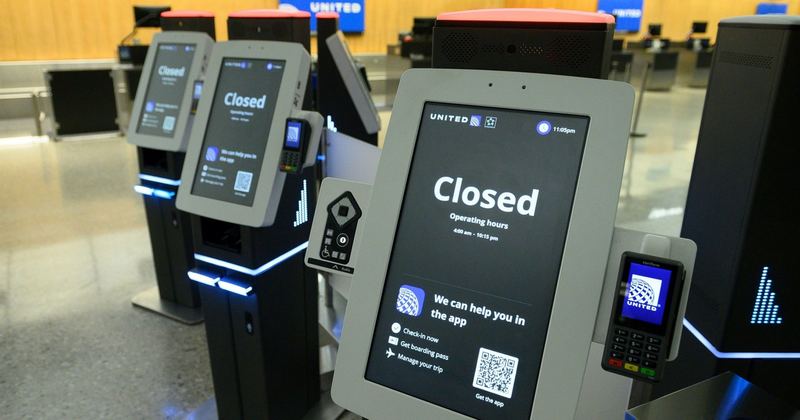 UNITED
11:05pm
Closed
Operating hours
4:00 am - 10:15 pm
We can help you in
the app
Check-in now
Get boarding pass
Manage your trip
Get the app
UNITED
Closed
Operating hours
We can help you in
the app
Closed
UNITED
UNITED